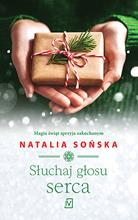 Magia świąt sprzyja zakochanym
NATALIA SOŃSKA
Słuchaj głosu
serca